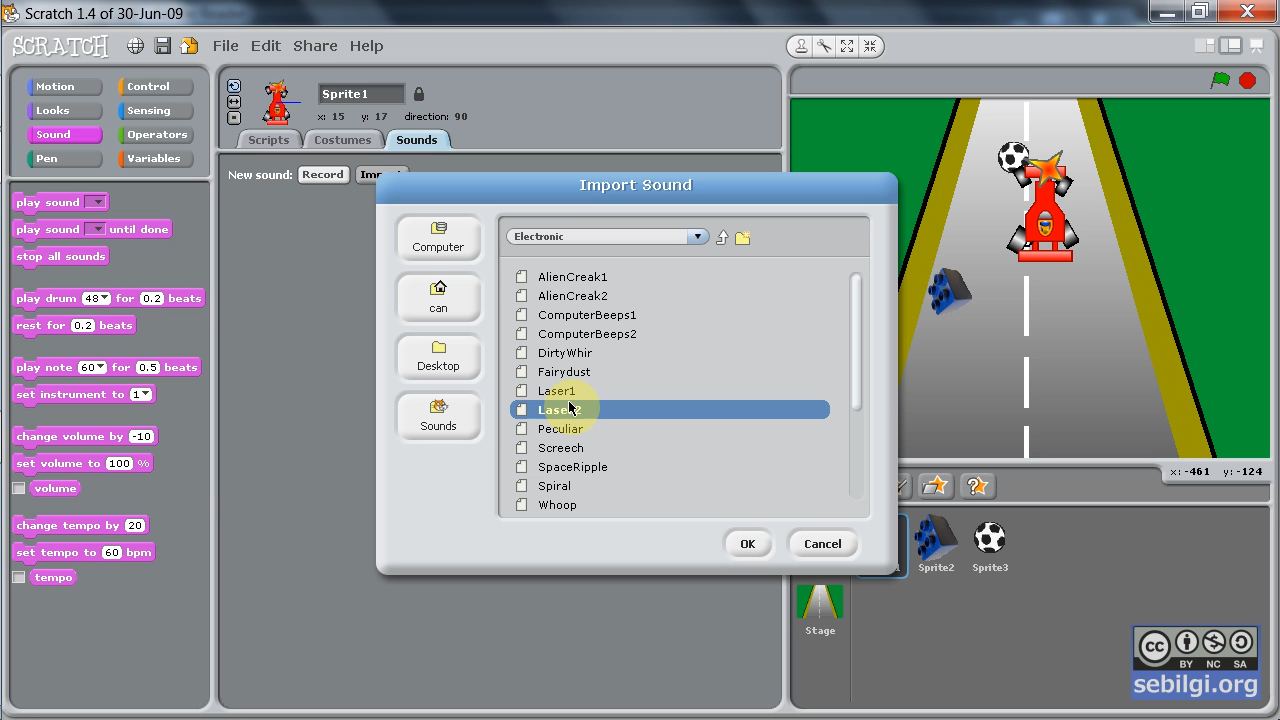 Scratch 1.4 of 30-Jun-09
SCRATCH
File Edit Share Help
Motion Control
Looks Sensing
Sound Operators
Pen Variables
Sprite1
x: 15 y: 17 direction: 90
Scripts Costumes Sounds
New sound: Record
play sound
play sound until done
stop all sounds
play drum 48 for 0.2 beats
rest for 0.2 beats
play note 60 for 0.5 beats
set instrument to 1
change volume by -10
set volume to 100 %
volume
change tempo by 20
set tempo to 60 bpm
tempo
Import Sound
Computer
can
Desktop
Sounds
Electronic
AlienCreak1
AlienCreak2
ComputerBeeps1
ComputerBeeps2
DirtyWhir
Fairydust
Laser1
Laser2
Peculiar
Screech
SpaceRipple
Spiral
Whoop
OK Cancel
x: -461 y: -124
Sprite2 Sprite3
Stage
cc
BY NC SA
sebilgi.org